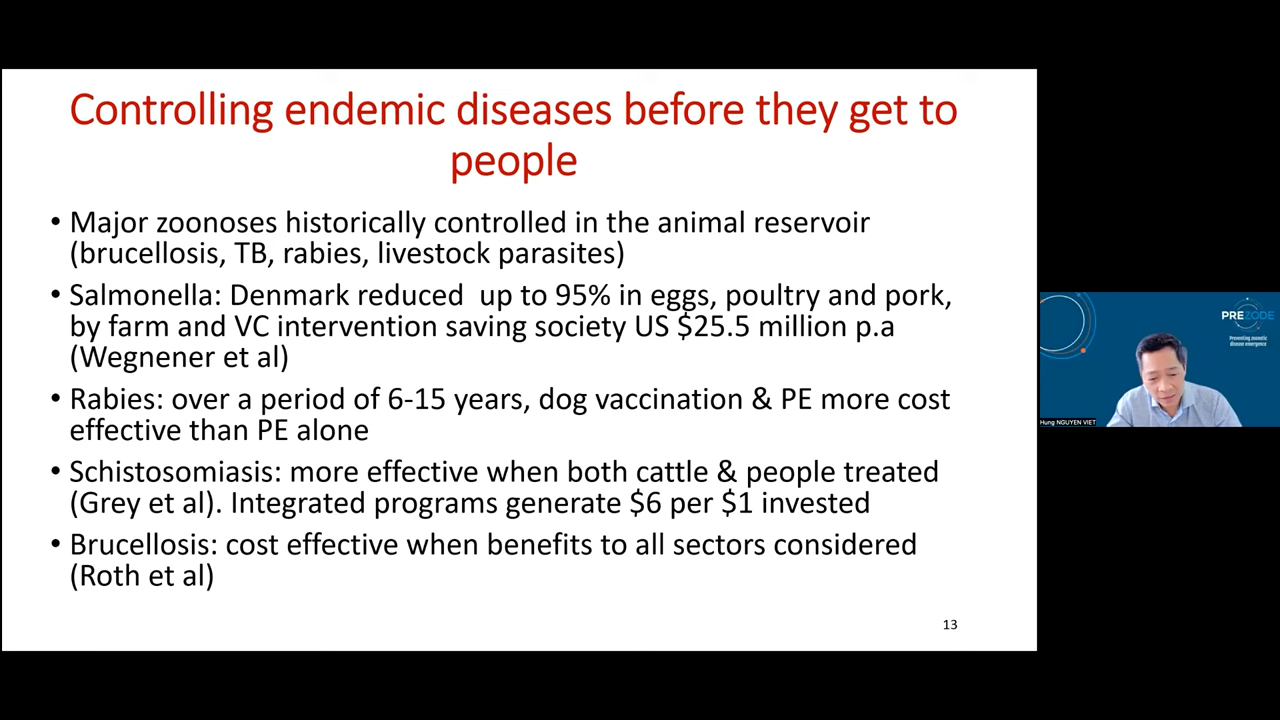 Controlling endemic diseases before they get to
people
• Major zoonoses historically controlled in the animal reservoir
(brucellosis, TB, rabies, livestock parasites)
• Salmonella: Denmark reduced  up to 95% in eggs, poultry and pork,
by farm and VC intervention saving society US $25.5 million p.a
(Wegnener et al)
• Rabies: over a period of 6-15 years, dog vaccination & PE more cost
effective than PE alone
• Schistosomiasis: more effective when both cattle & people treated
(Grey et al). Integrated programs generate $6 per $1 invested
• Brucellosis: cost effective when benefits to all sectors considered
(Roth et al)
13
PREZODE
Preventing zoonotic
disease emergence
Hung NGUYEN VIET